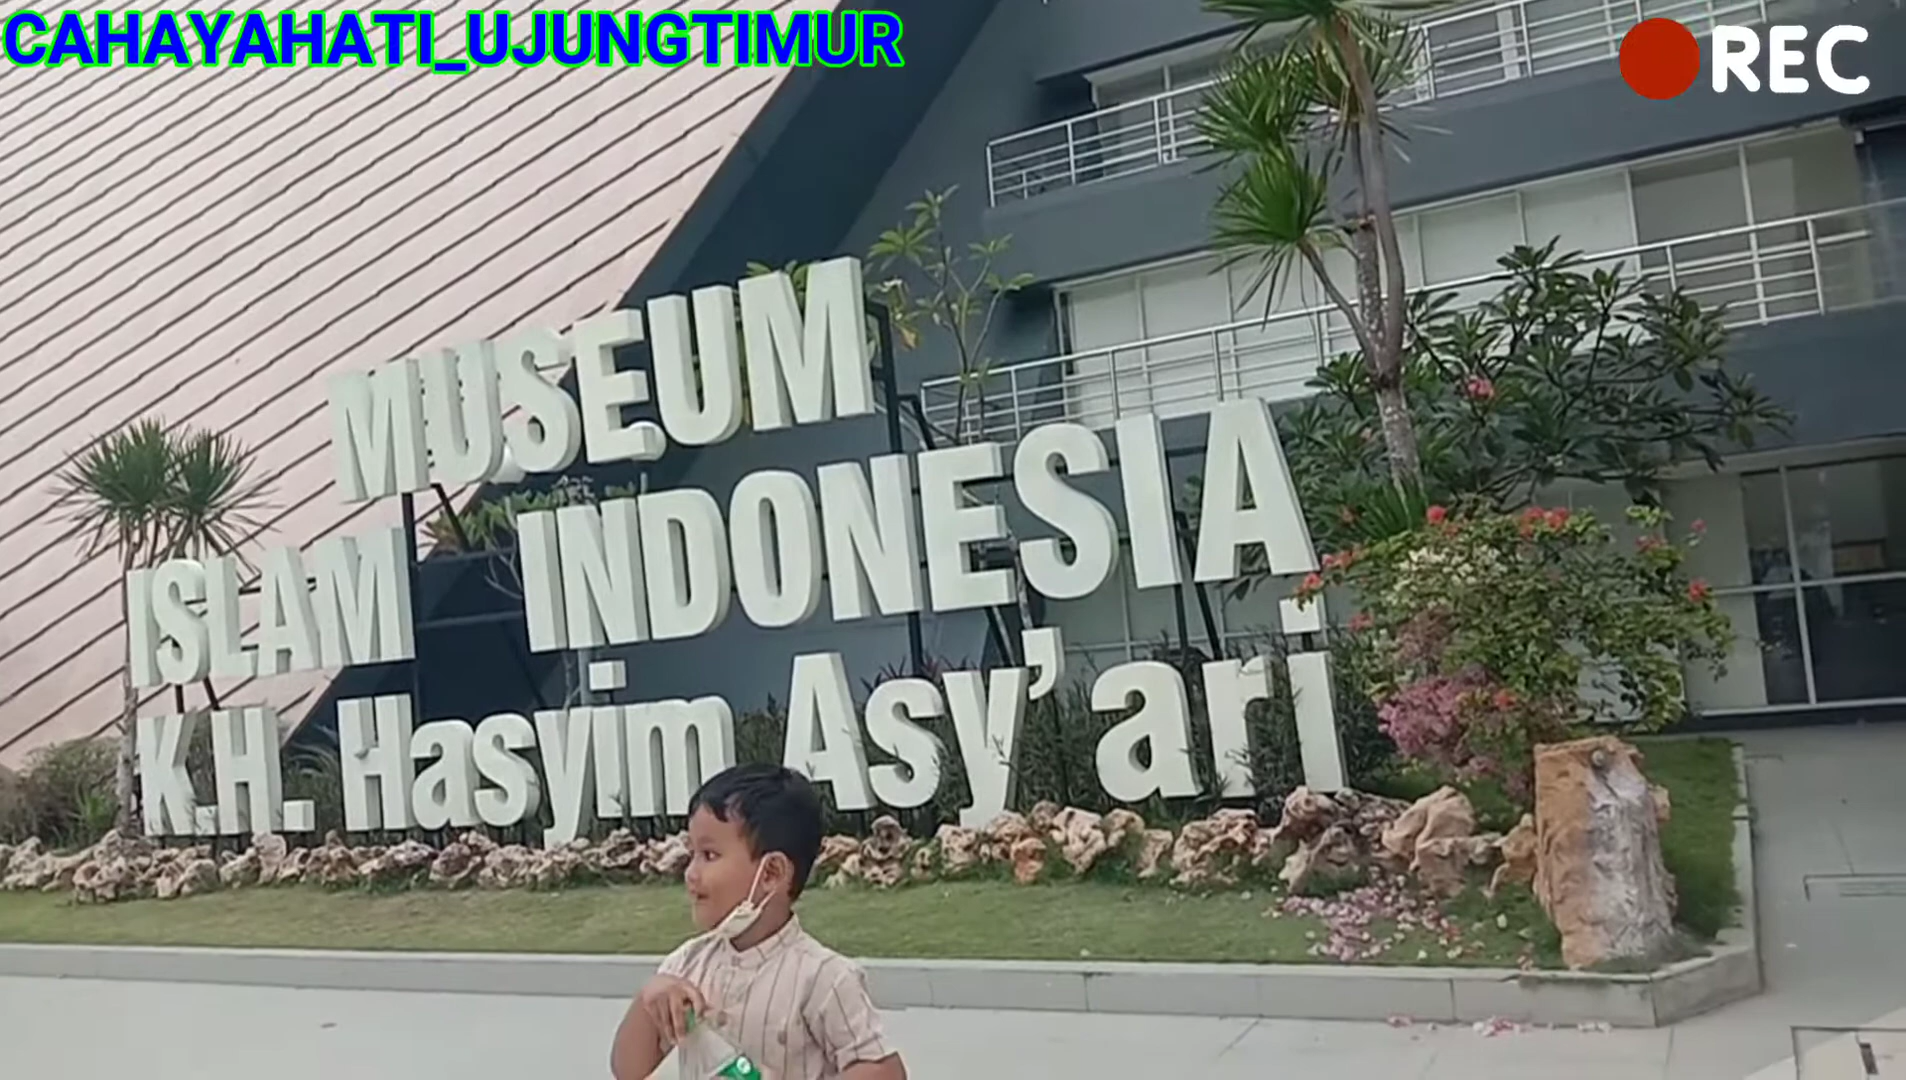 CAHAYAHATI_UJUNGTIMUR
REC
MUSEUM
ISLAM INDONESIA
K.H. Hasyim Asy'ari